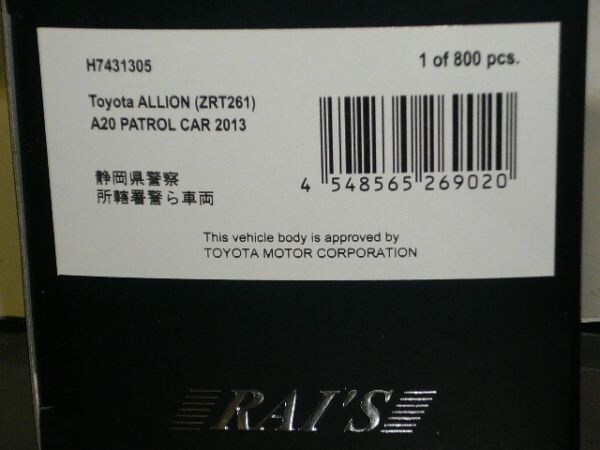 H7431305
1 of 800 pcs.
Toyota ALLION (ZRT261)
A20 PATROL CAR 2013
静岡県警察
所轄署警ら車両
4 548565 269020
This vehicle body is approved by
TOYOTA MOTOR CORPORATION
RAI'S